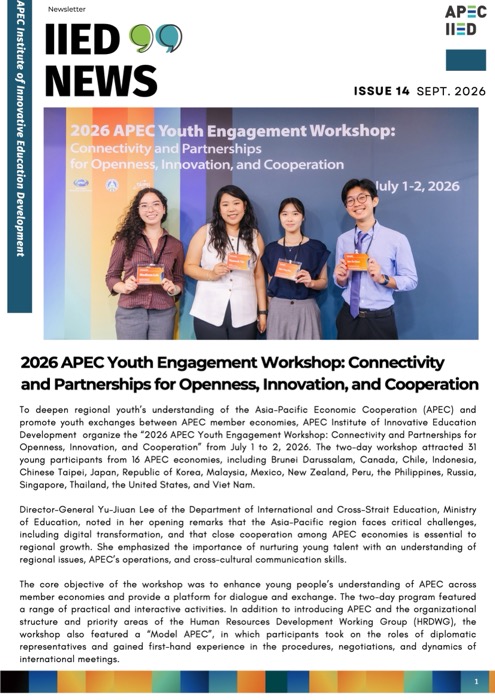 Newsletter
IIED
NEWS
APEC
IIED
APEC Institute of Innovative Education Development
ISSUE 14 SEPT. 2026
2026 APEC Youth Engagement Workshop:
Connectivity and Partnerships
for Openness, Innovation, and Cooperation
July 1-2, 2026
2026 APEC Youth Engagement Workshop: Connectivity
and Partnerships for Openness, Innovation, and Cooperation
To deepen regional youth's understanding of the Asia-Pacific Economic Cooperation (APEC) and
promote youth exchanges between APEC member economies, APEC Institute of Innovative Education
Development organize the "2026 APEC Youth Engagement Workshop: Connectivity and Partnerships for
Openness, Innovation, and Cooperation" from July 1 to 2, 2026. The two-day workshop attracted 31
young participants from 16 APEC economies, including Brunei Darussalam, Canada, Chile, Indonesia,
Chinese Taipei, Japan, Republic of Korea, Malaysia, Mexico, New Zealand, Peru, the Philippines, Russia,
Singapore, Thailand, the United States, and Viet Nam.
Director-General Yu-Jiuan Lee of the Department of International and Cross-Strait Education, Ministry
of Education, noted in her opening remarks that the Asia-Pacific region faces critical challenges,
including digital transformation, and that close cooperation among APEC economies is essential to
regional growth. She emphasized the importance of nurturing young talent with an understanding of
regional issues, APEC's operations, and cross-cultural communication skills.
The core objective of the workshop was to enhance young people's understanding of APEC across
member economies and provide a platform for dialogue and exchange. The two-day program featured
a range of practical and interactive activities. In addition to introducing APEC and the organizational
structure and priority areas of the Human Resources Development Working Group (HRDWG), the
workshop also featured a "Model APEC", in which participants took on the roles of diplomatic
representatives and gained first-hand experience in the procedures, negotiations, and dynamics of
international meetings.
1